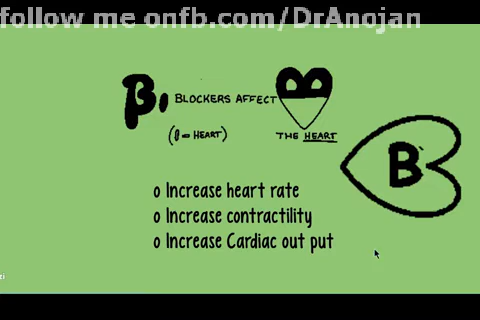 follow me onfb.com/DrAnojan
β1 BLOCKERS AFFECT
(1 = HEART) THE HEART
B
o Increase heart rate
o Increase contractility
o Increase Cardiac out put